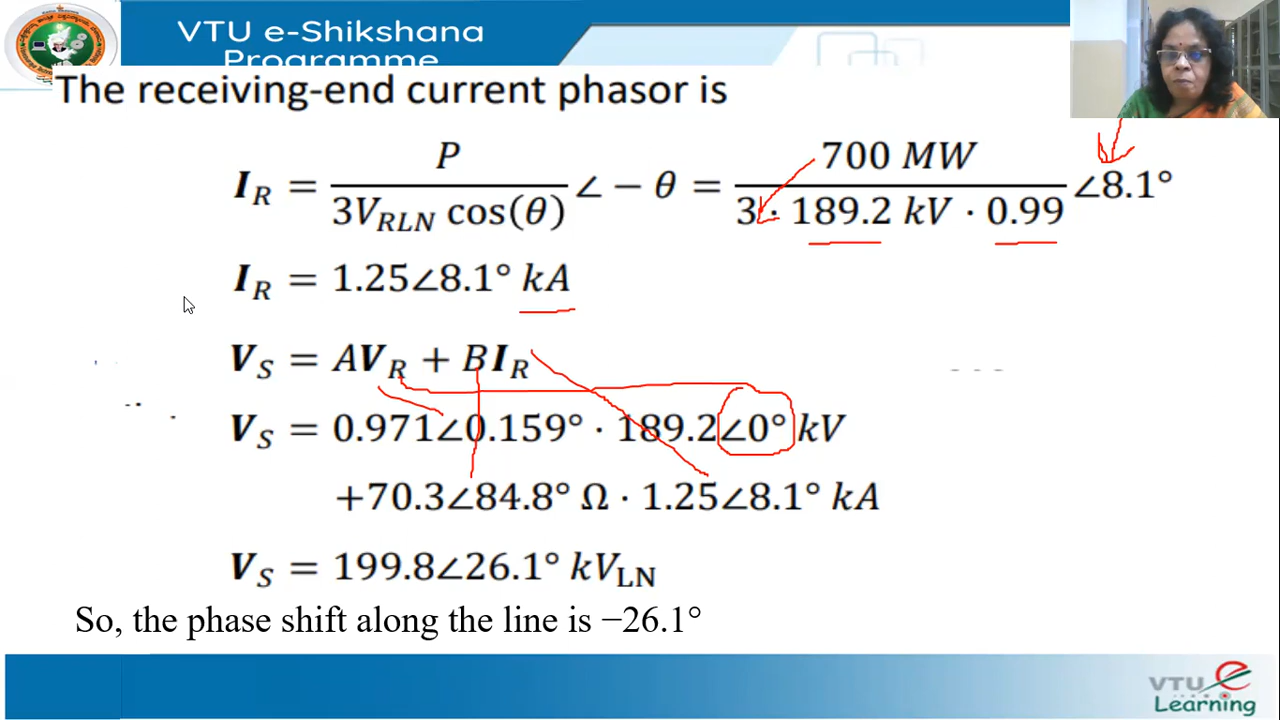 VTU e-Shikshana
Programme
The receiving-end current phasor is
I_R = P / (3V_RLN cos(θ)) ∠ − θ = 700 MW / (3 · 189.2 kV · 0.99) ∠8.1°
I_R = 1.25∠8.1° kA
V_S = AV_R + BI_R
V_S = 0.971∠0.159° · 189.2∠0° kV
+70.3∠84.8° Ω · 1.25∠8.1° kA
V_S = 199.8∠26.1° kV_LN
So, the phase shift along the line is −26.1°
VTU e
Learning